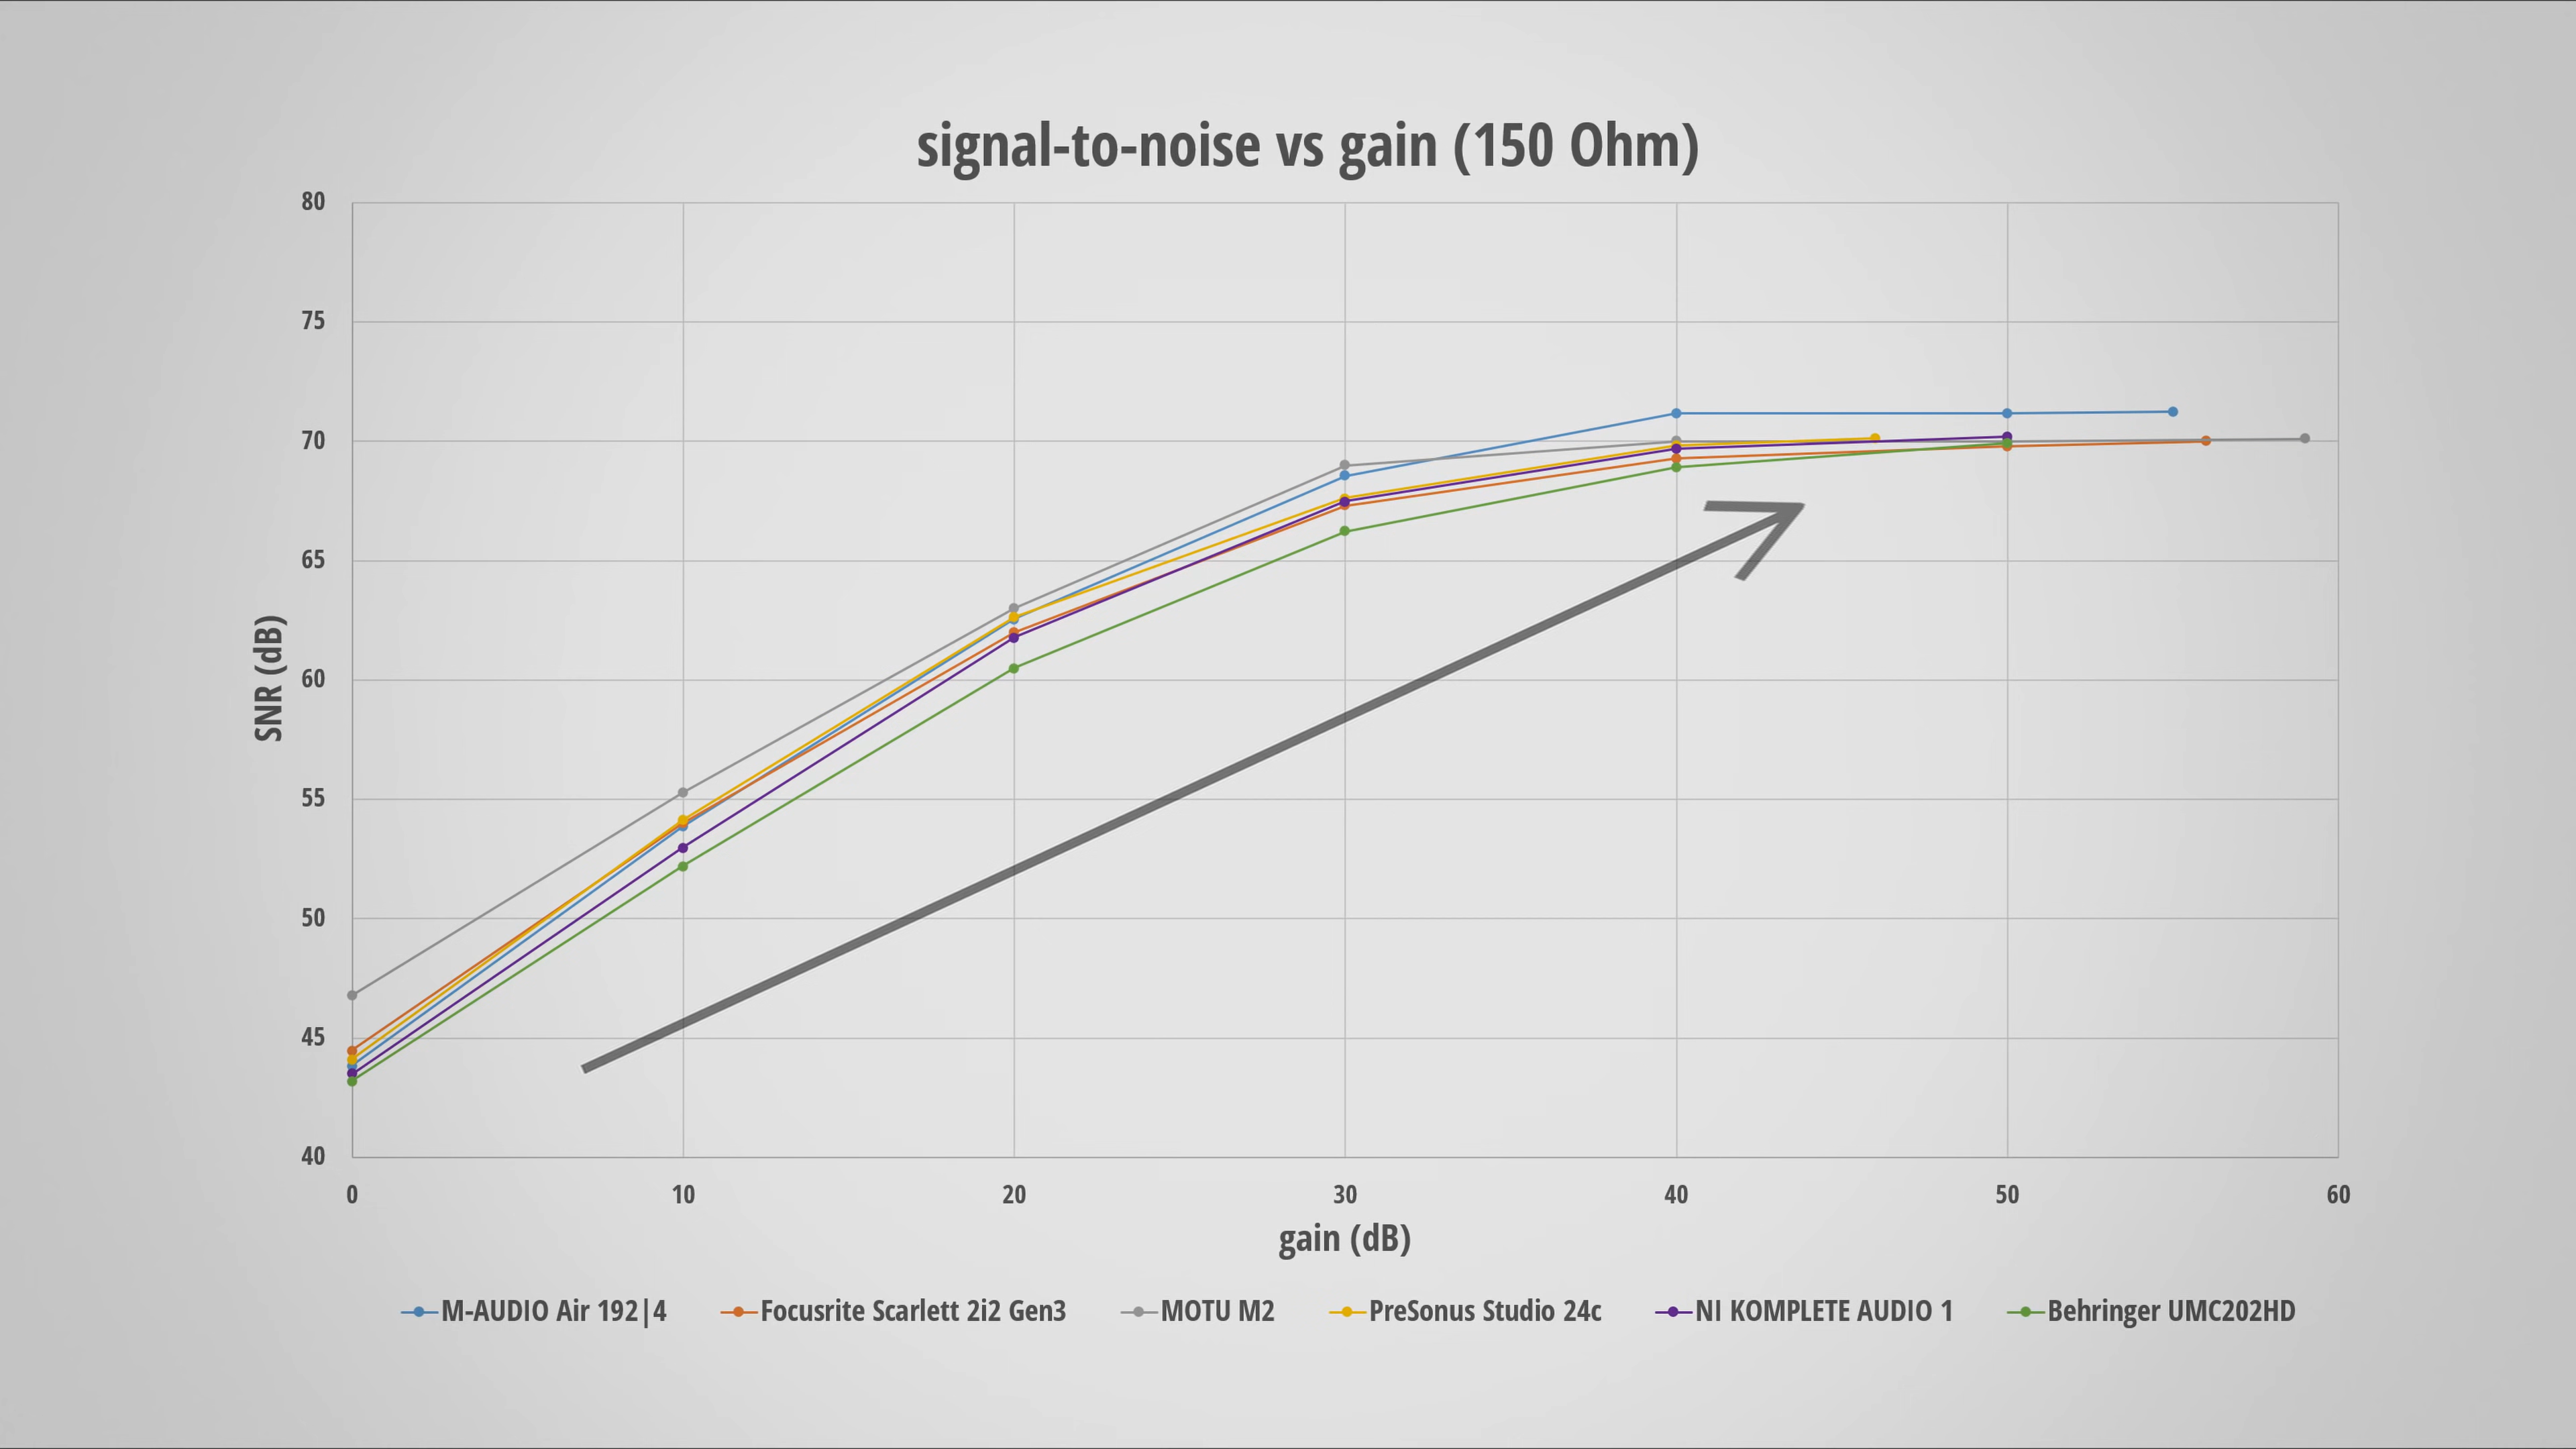 signal-to-noise vs gain (150 Ohm)
80
75
70
65
60
55
50
45
40
SNR (dB)
0 10 20 30 40 50 60
gain (dB)
M-AUDIO Air 192|4 Focusrite Scarlett 2i2 Gen3 MOTU M2 PreSonus Studio 24c NI KOMPLETE AUDIO 1 Behringer UMC202HD